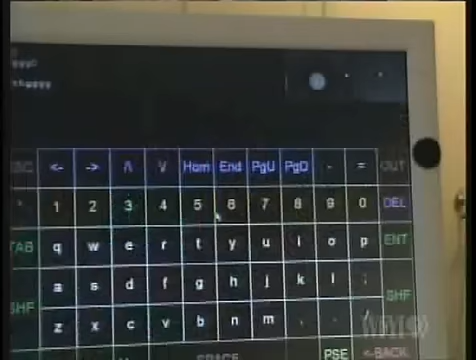 <- -> /\ \/ Hom End PgU PgD - = OUT
1 2 3 4 5 6 7 8 9 0 DEL
TAB q w e r t y u i o p ENT
SHF a s d f g h j k l ; SHF
z x c v b n m , . /
SPACE PSE <-BACK